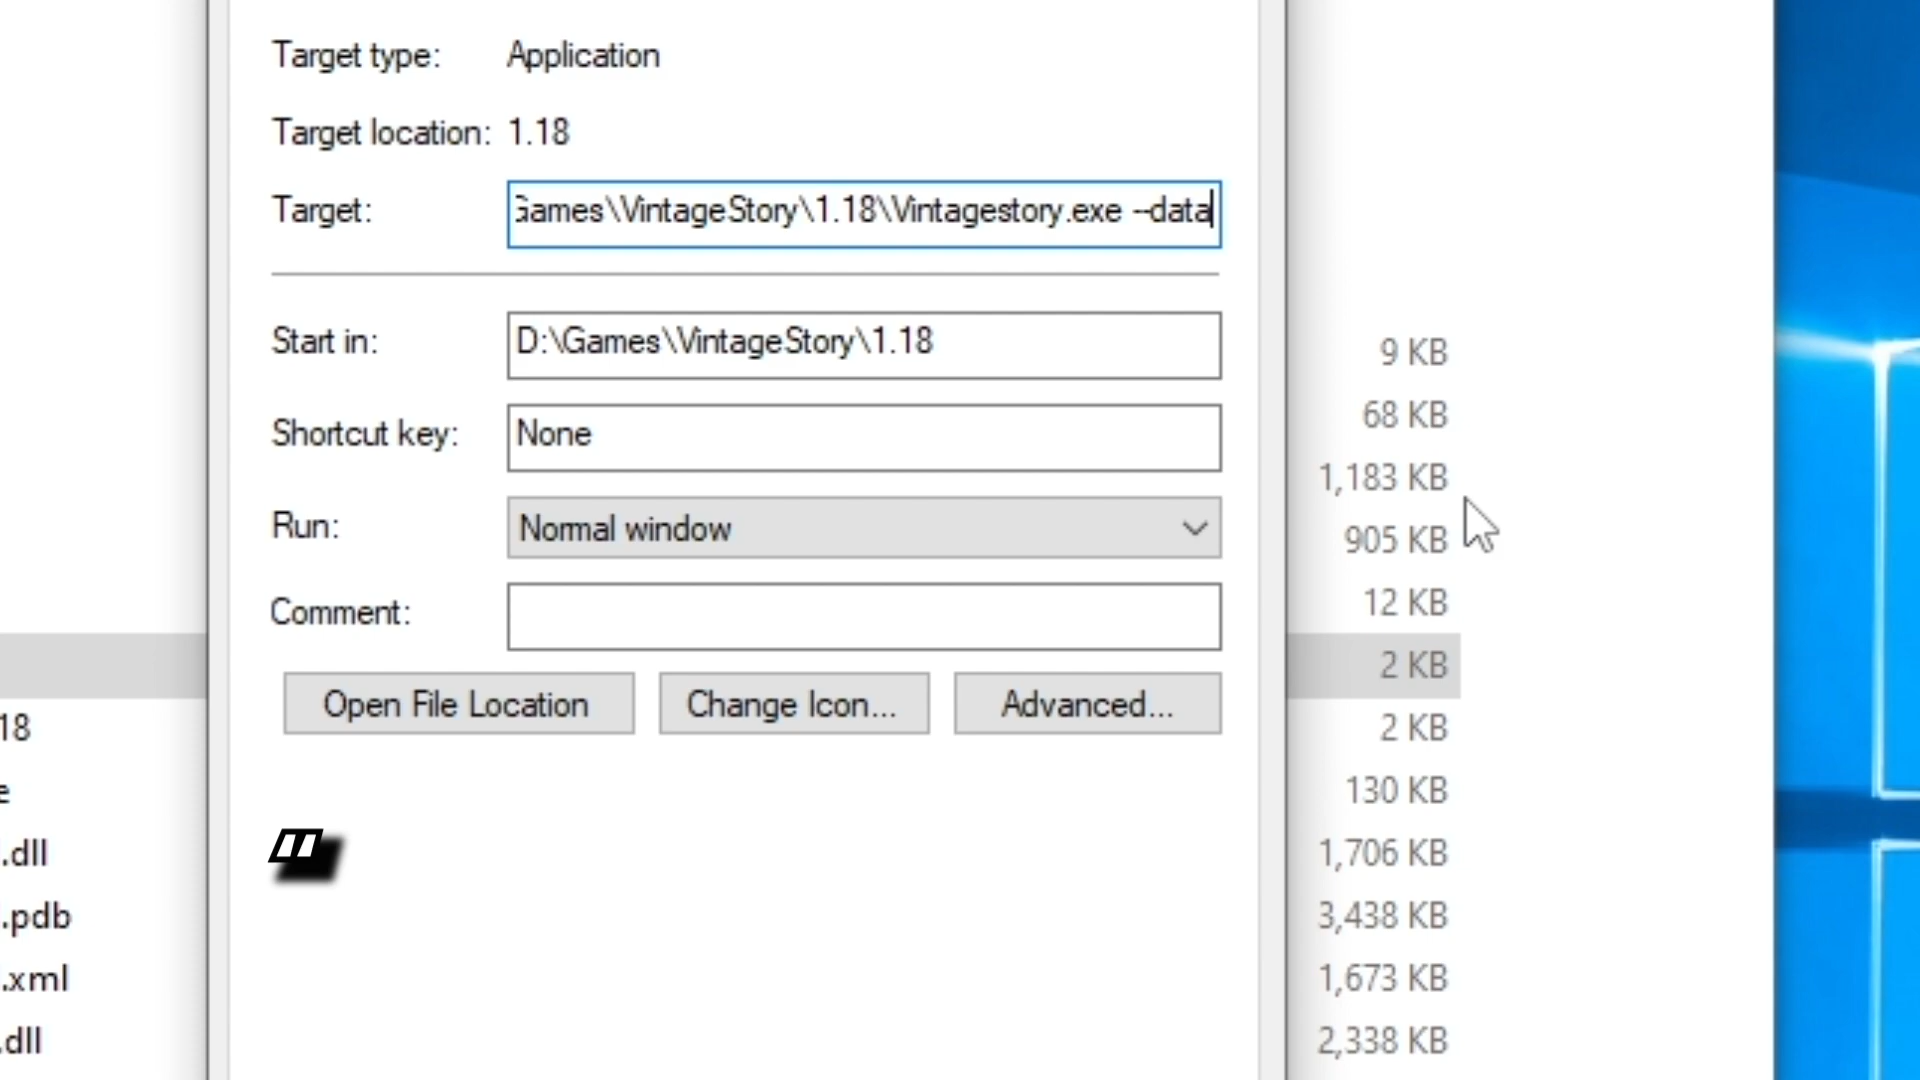 Target type: Application
Target location: 1.18
Target: Games\VintageStory\1.18\Vintagestory.exe --data
Start in: D:\Games\VintageStory\1.18
Shortcut key: None
Run: Normal window
Comment:
Open File Location Change Icon... Advanced...
9 KB
68 KB
1,183 KB
905 KB
12 KB
2 KB
18 2 KB
e 130 KB
.dll 1,706 KB
.pdb 3,438 KB
.xml 1,673 KB
.dll 2,338 KB